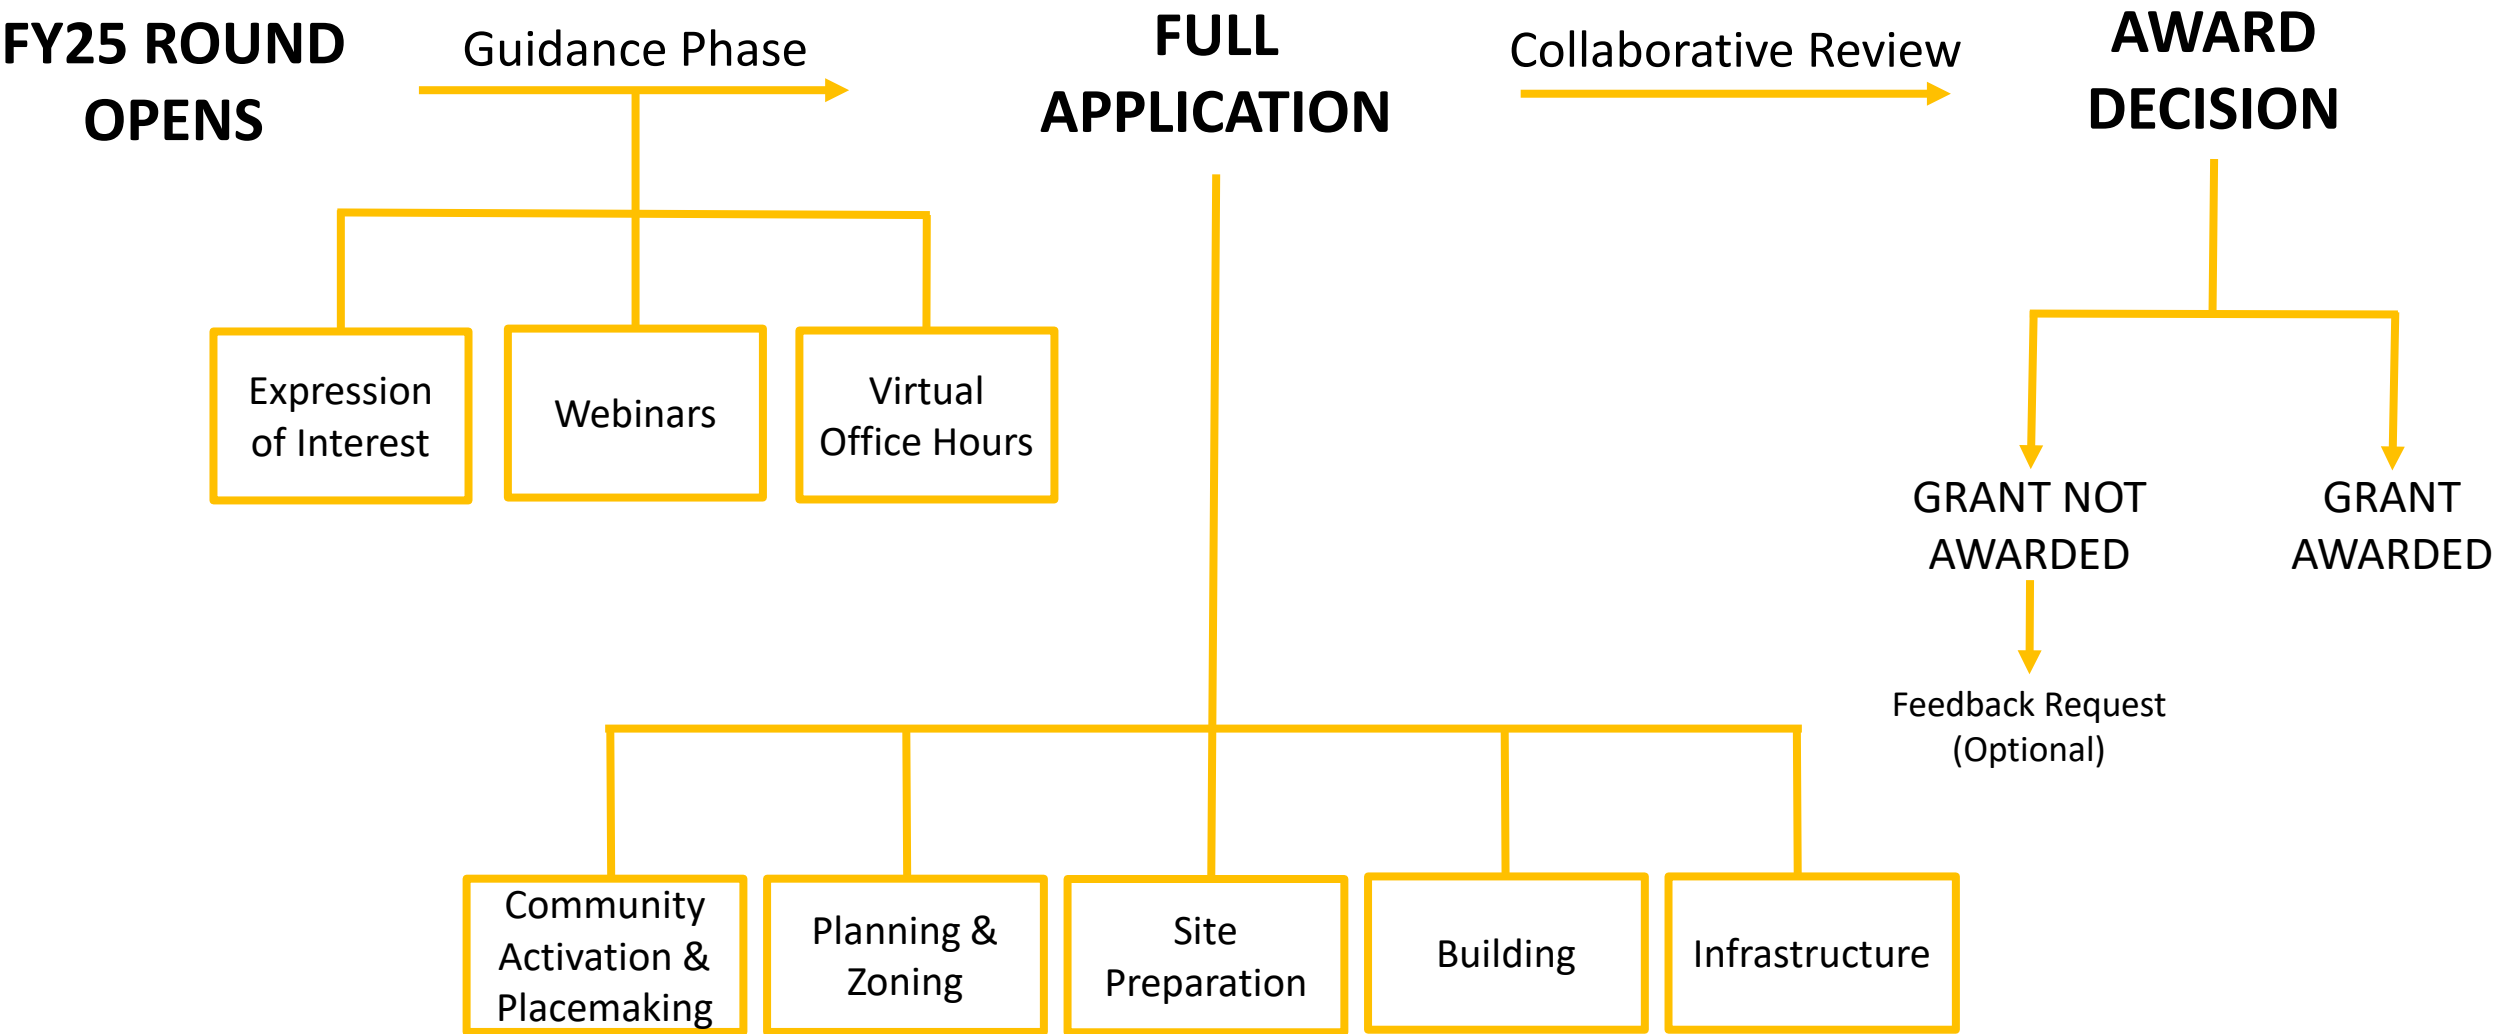 FY25 ROUND
OPENS
Guidance Phase
FULL
APPLICATION
Collaborative Review
AWARD
DECISION
Expression
of Interest
Webinars
Virtual
Office Hours
GRANT NOT
AWARDED
GRANT
AWARDED
Feedback Request
(Optional)
Community
Activation &
Placemaking
Planning &
Zoning
Site
Preparation
Building
Infrastructure